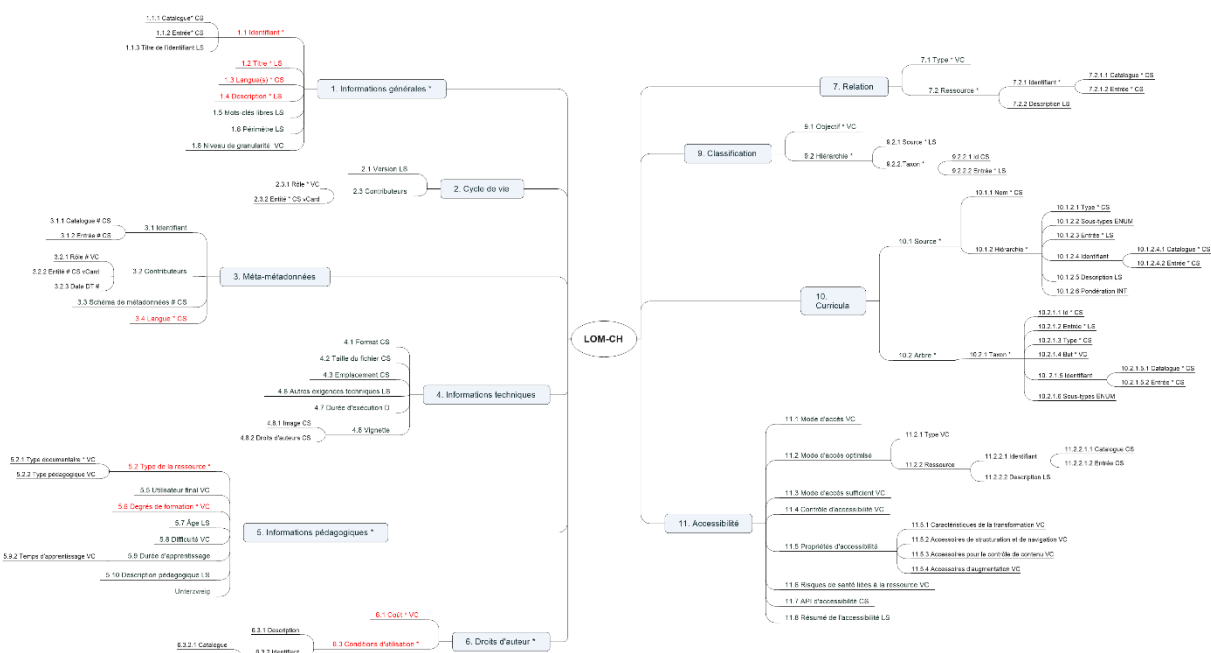 LOM-CH
1. Informations générales *
1.1 Identifiant *
1.1.1 Catalogue* CS
1.1.2 Entrée* CS
1.1.3 Titre de l'identifiant LS
1.2 Titre * LS
1.3 Langue(s) * CS
1.4 Description * LS
1.5 Mots-clés libres LS
1.6 Périmètre LS
1.8 Niveau de granularité VC
2. Cycle de vie
2.1 Version LS
2.3 Contributeurs
2.3.1 Rôle * VC
2.3.2 Entité * CS vCard
3. Méta-métadonnées
3.1 Identifiant
3.1.1 Catalogue # CS
3.1.2 Entrée # CS
3.2 Contributeurs
3.2.1 Rôle # VC
3.2.2 Entité # CS vCard
3.2.3 Date DT #
3.3 Schéma de métadonnées # CS
3.4 Langue * CS
4. Informations techniques
4.1 Format CS
4.2 Taille du fichier CS
4.3 Emplacement CS
4.6 Autres exigences techniques LS
4.7 Durée d'exécution D
4.8 Vignette
4.8.1 Image CS
4.8.2 Droits d'auteurs CS
5. Informations pédagogiques *
5.2 Type de la ressource *
5.2.1 Type documentaire * VC
5.2.2 Type pédagogique VC
5.5 Utilisateur final VC
5.6 Degrés de formation * VC
5.7 Âge LS
5.8 Difficulté VC
5.9 Durée d'apprentissage
5.9.2 Temps d'apprentissage VC
5.10 Description pédagogique LS
Unterzweig
6. Droits d'auteur *
6.1 Coût * VC
6.3 Conditions d'utilisation *
6.3.1 Description
6.3.2 Identifiant
6.3.2.1 Catalogue
7. Relation
7.1 Type * VC
7.2 Ressource *
7.2.1 Identifiant *
7.2.1.1 Catalogue * CS
7.2.1.2 Entrée * CS
7.2.2 Description LS
9. Classification
9.1 Objectif * VC
9.2 Hiérarchie *
9.2.1 Source * LS
9.2.2 Taxon *
9.2.2.1 Id CS
9.2.2.2 Entrée * LS
10.
Curricula
10.1 Source *
10.1.1 Nom * CS
10.1.2 Hiérarchie *
10.1.2.1 Type * CS
10.1.2.2 Sous-types ENUM
10.1.2.3 Entrée * LS
10.1.2.4 Identifiant
10.1.2.4.1 Catalogue * CS
10.1.2.4.2 Entrée * CS
10.1.2.5 Description LS
10.1.2.6 Pondération INT
10.2 Arbre *
10.2.1 Taxon *
10.2.1.1 Id * CS
10.2.1.2 Entrée * LS
10.2.1.3 Type * CS
10.2.1.4 But * VC
10.2.1.5 Identifiant
10.2.1.5.1 Catalogue * CS
10.2.1.5.2 Entrée * CS
10.2.1.6 Sous-types ENUM
11. Accessibilité
11.1 Mode d'accès VC
11.2 Mode d'accès optimisé
11.2.1 Type VC
11.2.2 Ressource
11.2.2.1 Identifiant
11.2.2.1.1 Catalogue CS
11.2.2.1.2 Entrée CS
11.2.2.2 Description LS
11.3 Mode d'accès sufficient VC
11.4 Contrôle d'accessibilité VC
11.5 Propriétés d'accessibilité
11.5.1 Caractéristiques de la transformation VC
11.5.2 Accessoires de structuration et de navigation VC
11.5.3 Accessoires pour le contrôle de contenu VC
11.5.4 Accessoires d'augmentation VC
11.6 Risques de santé liées à la ressource VC
11.7 API d'accessibilité CS
11.8 Résumé de l'accessibilité LS